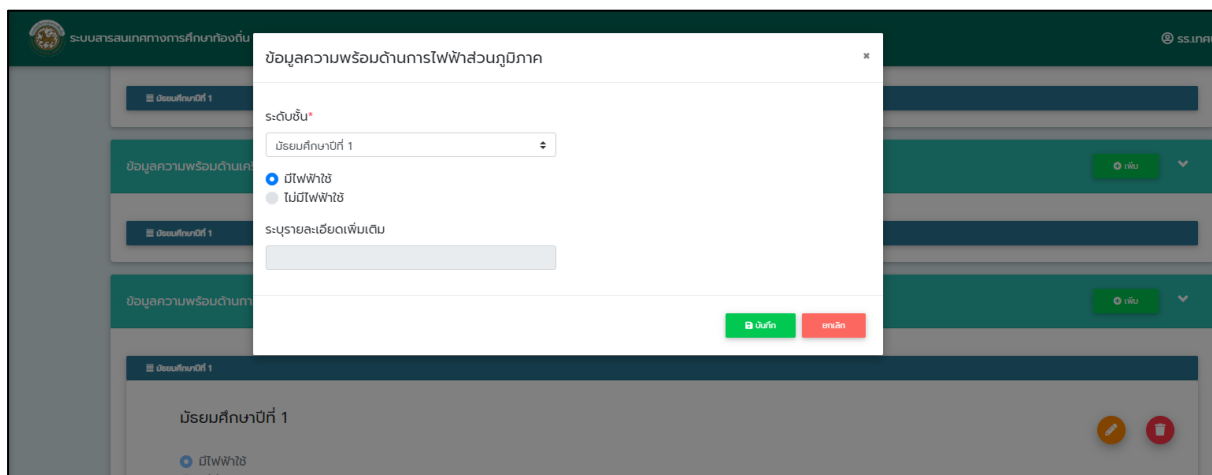 ระบบสารสนเทศทางการศึกษาท้องถิ่น
รร.เทศบ
ข้อมูลความพร้อมด้านการไฟฟ้าส่วนภูมิภาค
×
มัธยมศึกษาปีที่ 1
ระดับชั้น*
มัธยมศึกษาปีที่ 1
ข้อมูลความพร้อมด้านเครื
เพิ่ม
มีไฟฟ้าใช้
ไม่มีไฟฟ้าใช้
ระบุรายละเอียดเพิ่มเติม
มัธยมศึกษาปีที่ 1
ข้อมูลความพร้อมด้านกา
เพิ่ม
บันทึก
ยกเลิก
มัธยมศึกษาปีที่ 1
มัธยมศึกษาปีที่ 1
มีไฟฟ้าใช้